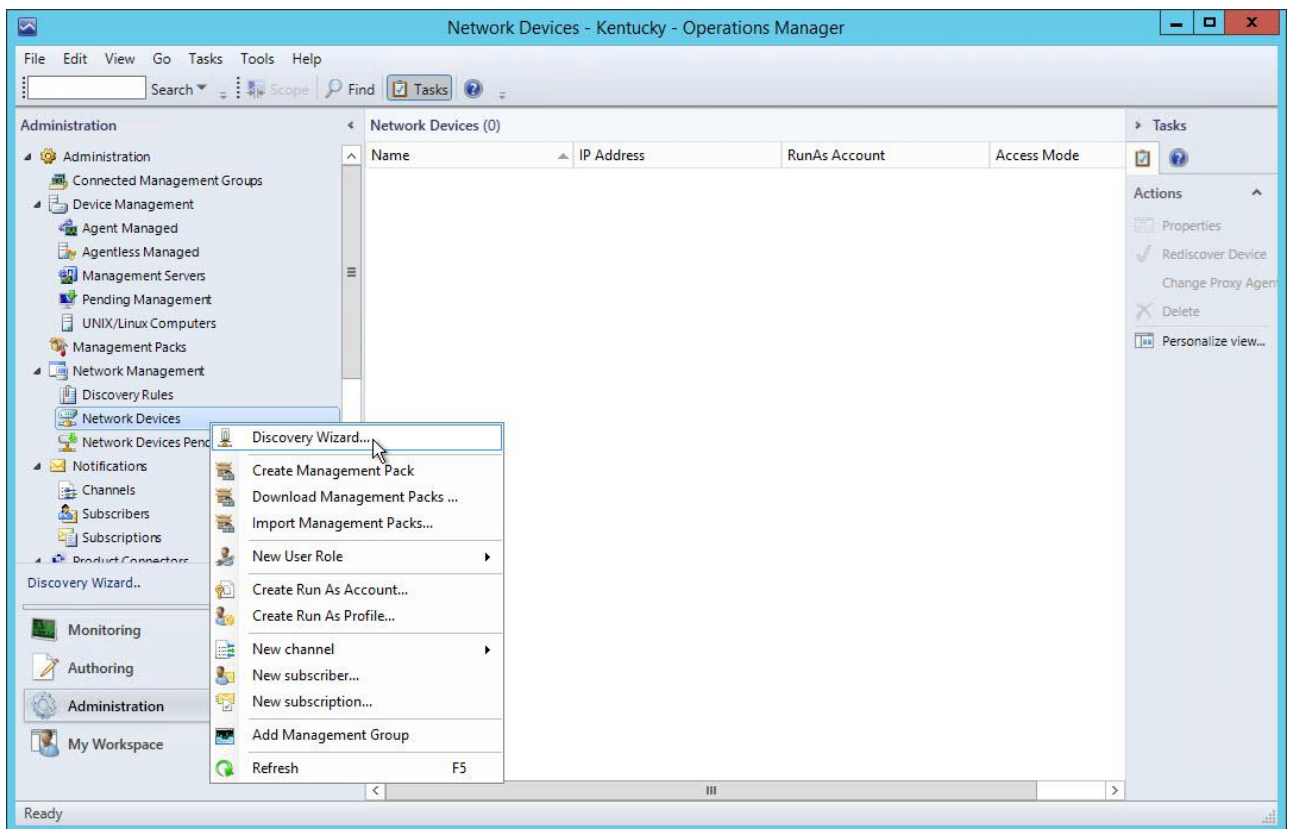 Network Devices - Kentucky - Operations Manager
File Edit View Go Tasks Tools Help
Search Scope Find Tasks
Administration
Administration
Connected Management Groups
Device Management
Agent Managed
Agentless Managed
Management Servers
Pending Management
UNIX/Linux Computers
Management Packs
Network Management
Discovery Rules
Network Devices
Network Devices Pend
Notifications
Channels
Subscribers
Subscriptions
Product Connectors
Discovery Wizard..
Monitoring
Authoring
Administration
My Workspace
Discovery Wizard...
Create Management Pack
Download Management Packs ...
Import Management Packs...
New User Role
Create Run As Account...
Create Run As Profile...
New channel
New subscriber...
New subscription...
Add Management Group
Refresh F5
Network Devices (0)
Name IP Address RunAs Account Access Mode
Tasks
Actions
Properties
Rediscover Device
Change Proxy Agent
Delete
Personalize view...
Ready